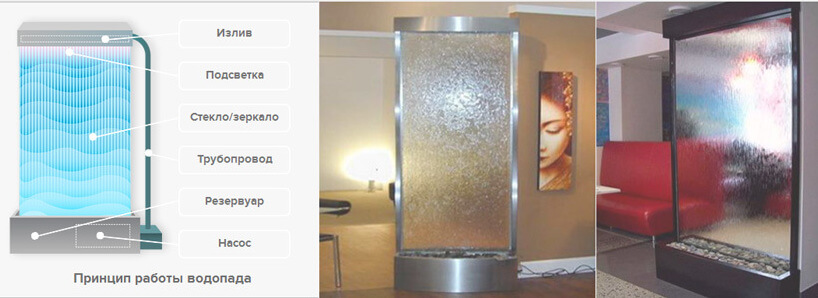 Излив
Подсветка
Стекло/зеркало
Трубопровод
Резервуар
Насос
Принцип работы водопада